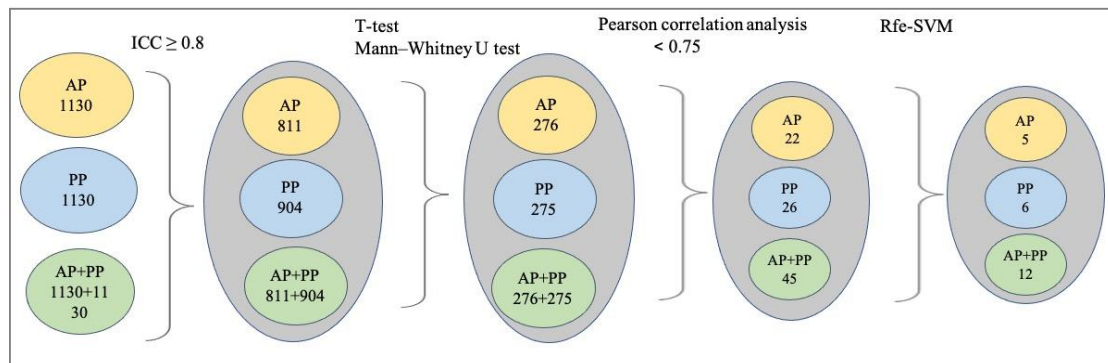 ICC ≥ 0.8
T-test
Mann–Whitney U test
Pearson correlation analysis
< 0.75
Rfe-SVM
AP
1130
PP
1130
AP+PP
1130+11
30
AP
811
PP
904
AP+PP
811+904
AP
276
PP
275
AP+PP
276+275
AP
22
PP
26
AP+PP
45
AP
5
PP
6
AP+PP
12